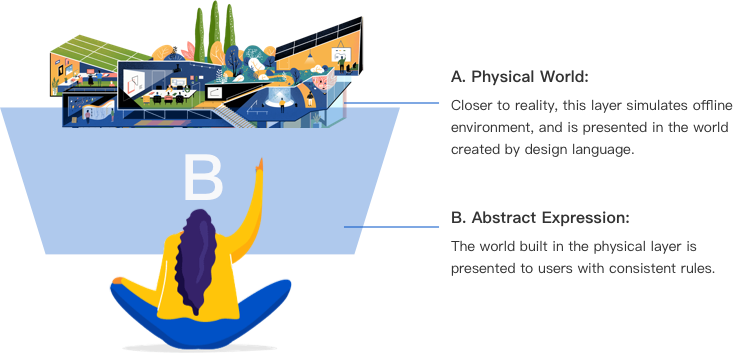 A. Physical World:
Closer to reality, this layer simulates offline
environment, and is presented in the world
created by design language.
B
B. Abstract Expression:
The world built in the physical layer is
presented to users with consistent rules.